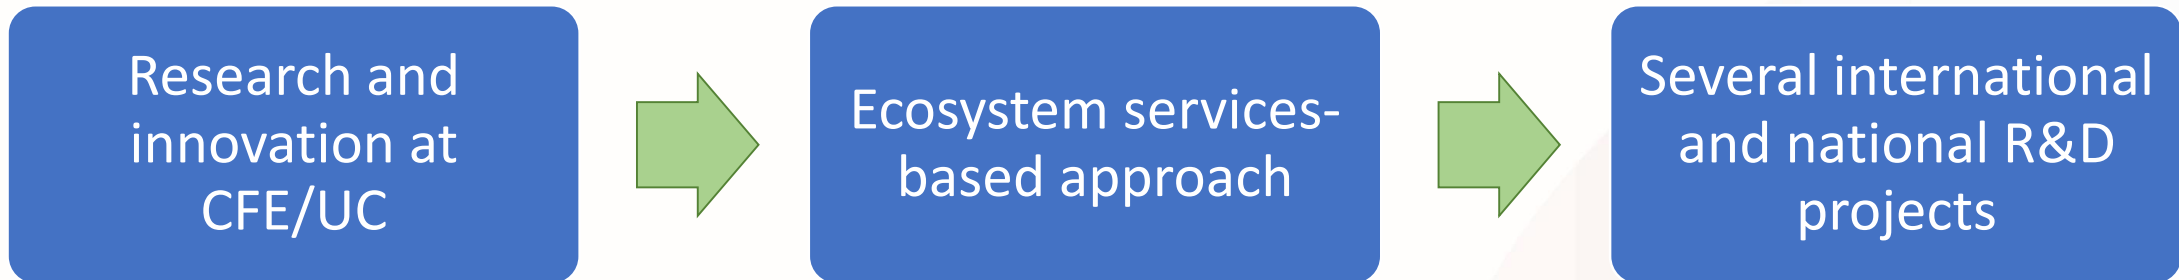 Research and
innovation at
CFE/UC
Ecosystem services-
based approach
Several international
and national R&D
projects